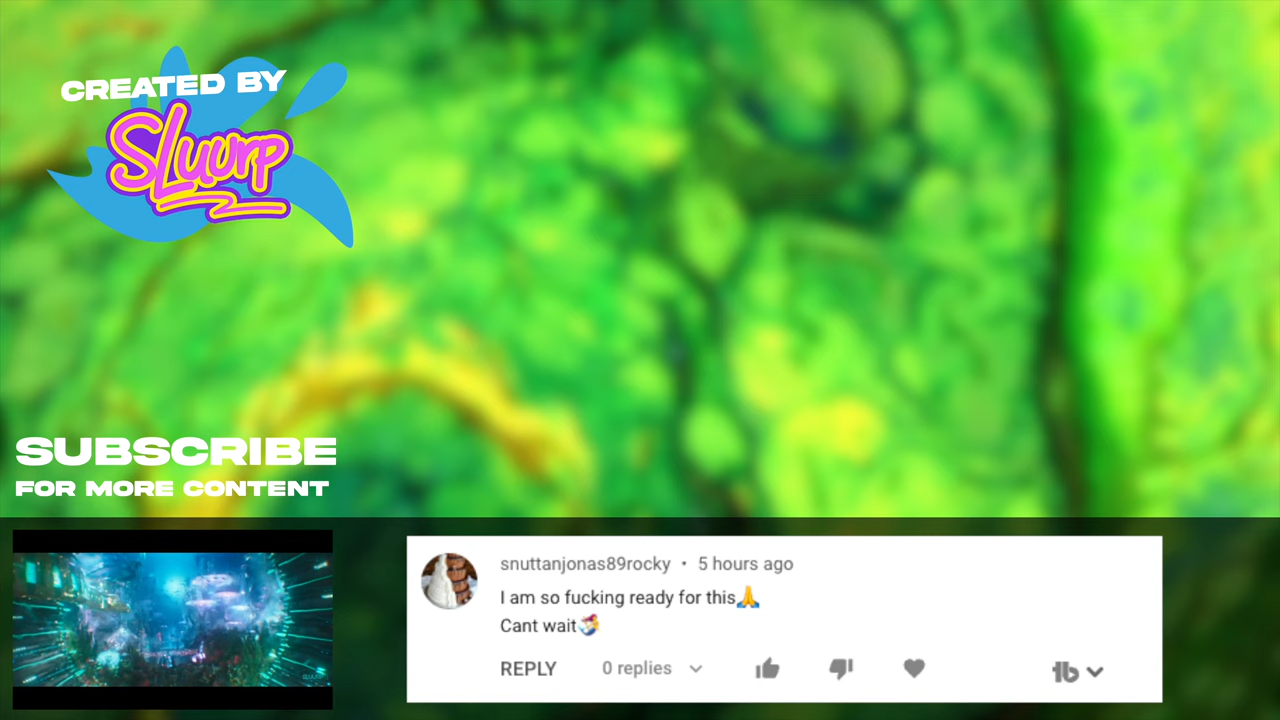 CREATED BY
SLuurp
SUBSCRIBE
FOR MORE CONTENT
snuttanjonas89rocky • 5 hours ago
I am so fucking ready for this🙏
Cant wait🏂
REPLY 0 replies